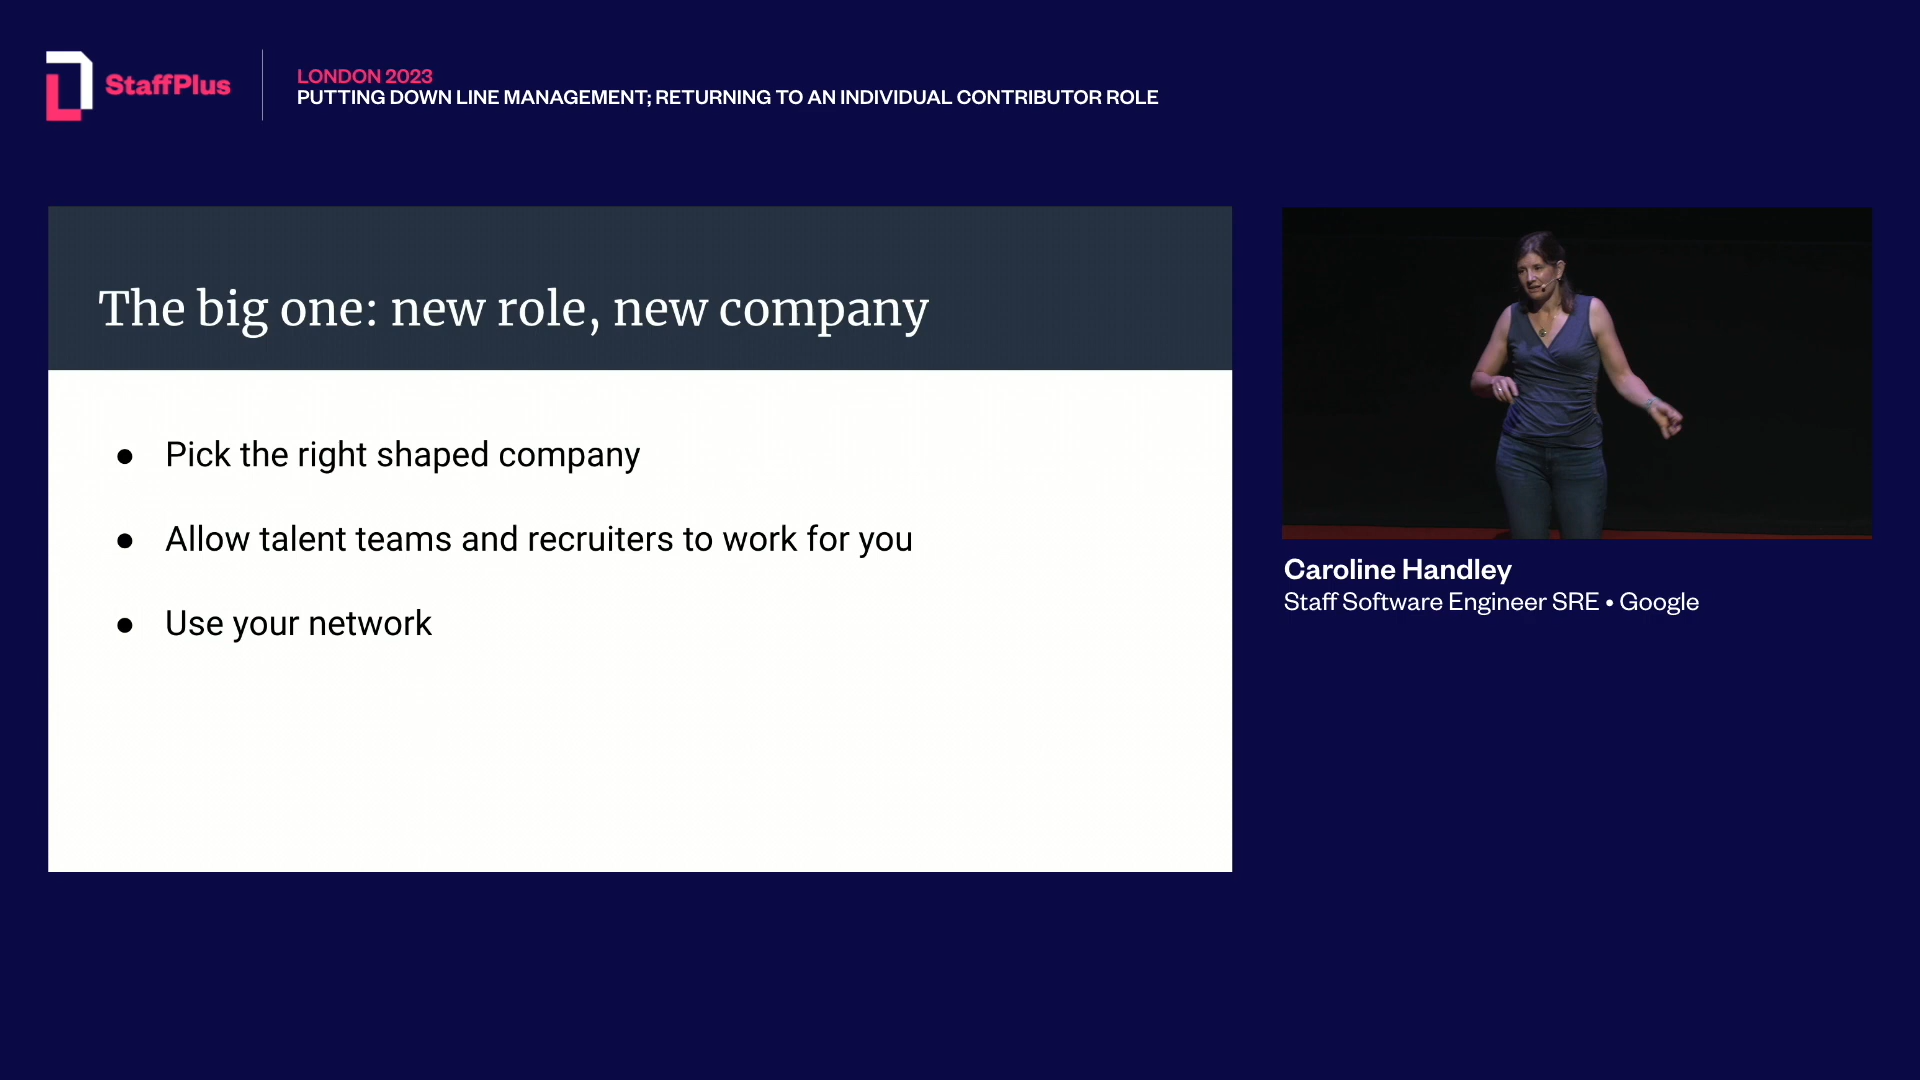 StaffPlus
LONDON 2023
PUTTING DOWN LINE MANAGEMENT; RETURNING TO AN INDIVIDUAL CONTRIBUTOR ROLE
The big one: new role, new company
● Pick the right shaped company
● Allow talent teams and recruiters to work for you
● Use your network
Caroline Handley
Staff Software Engineer SRE • Google